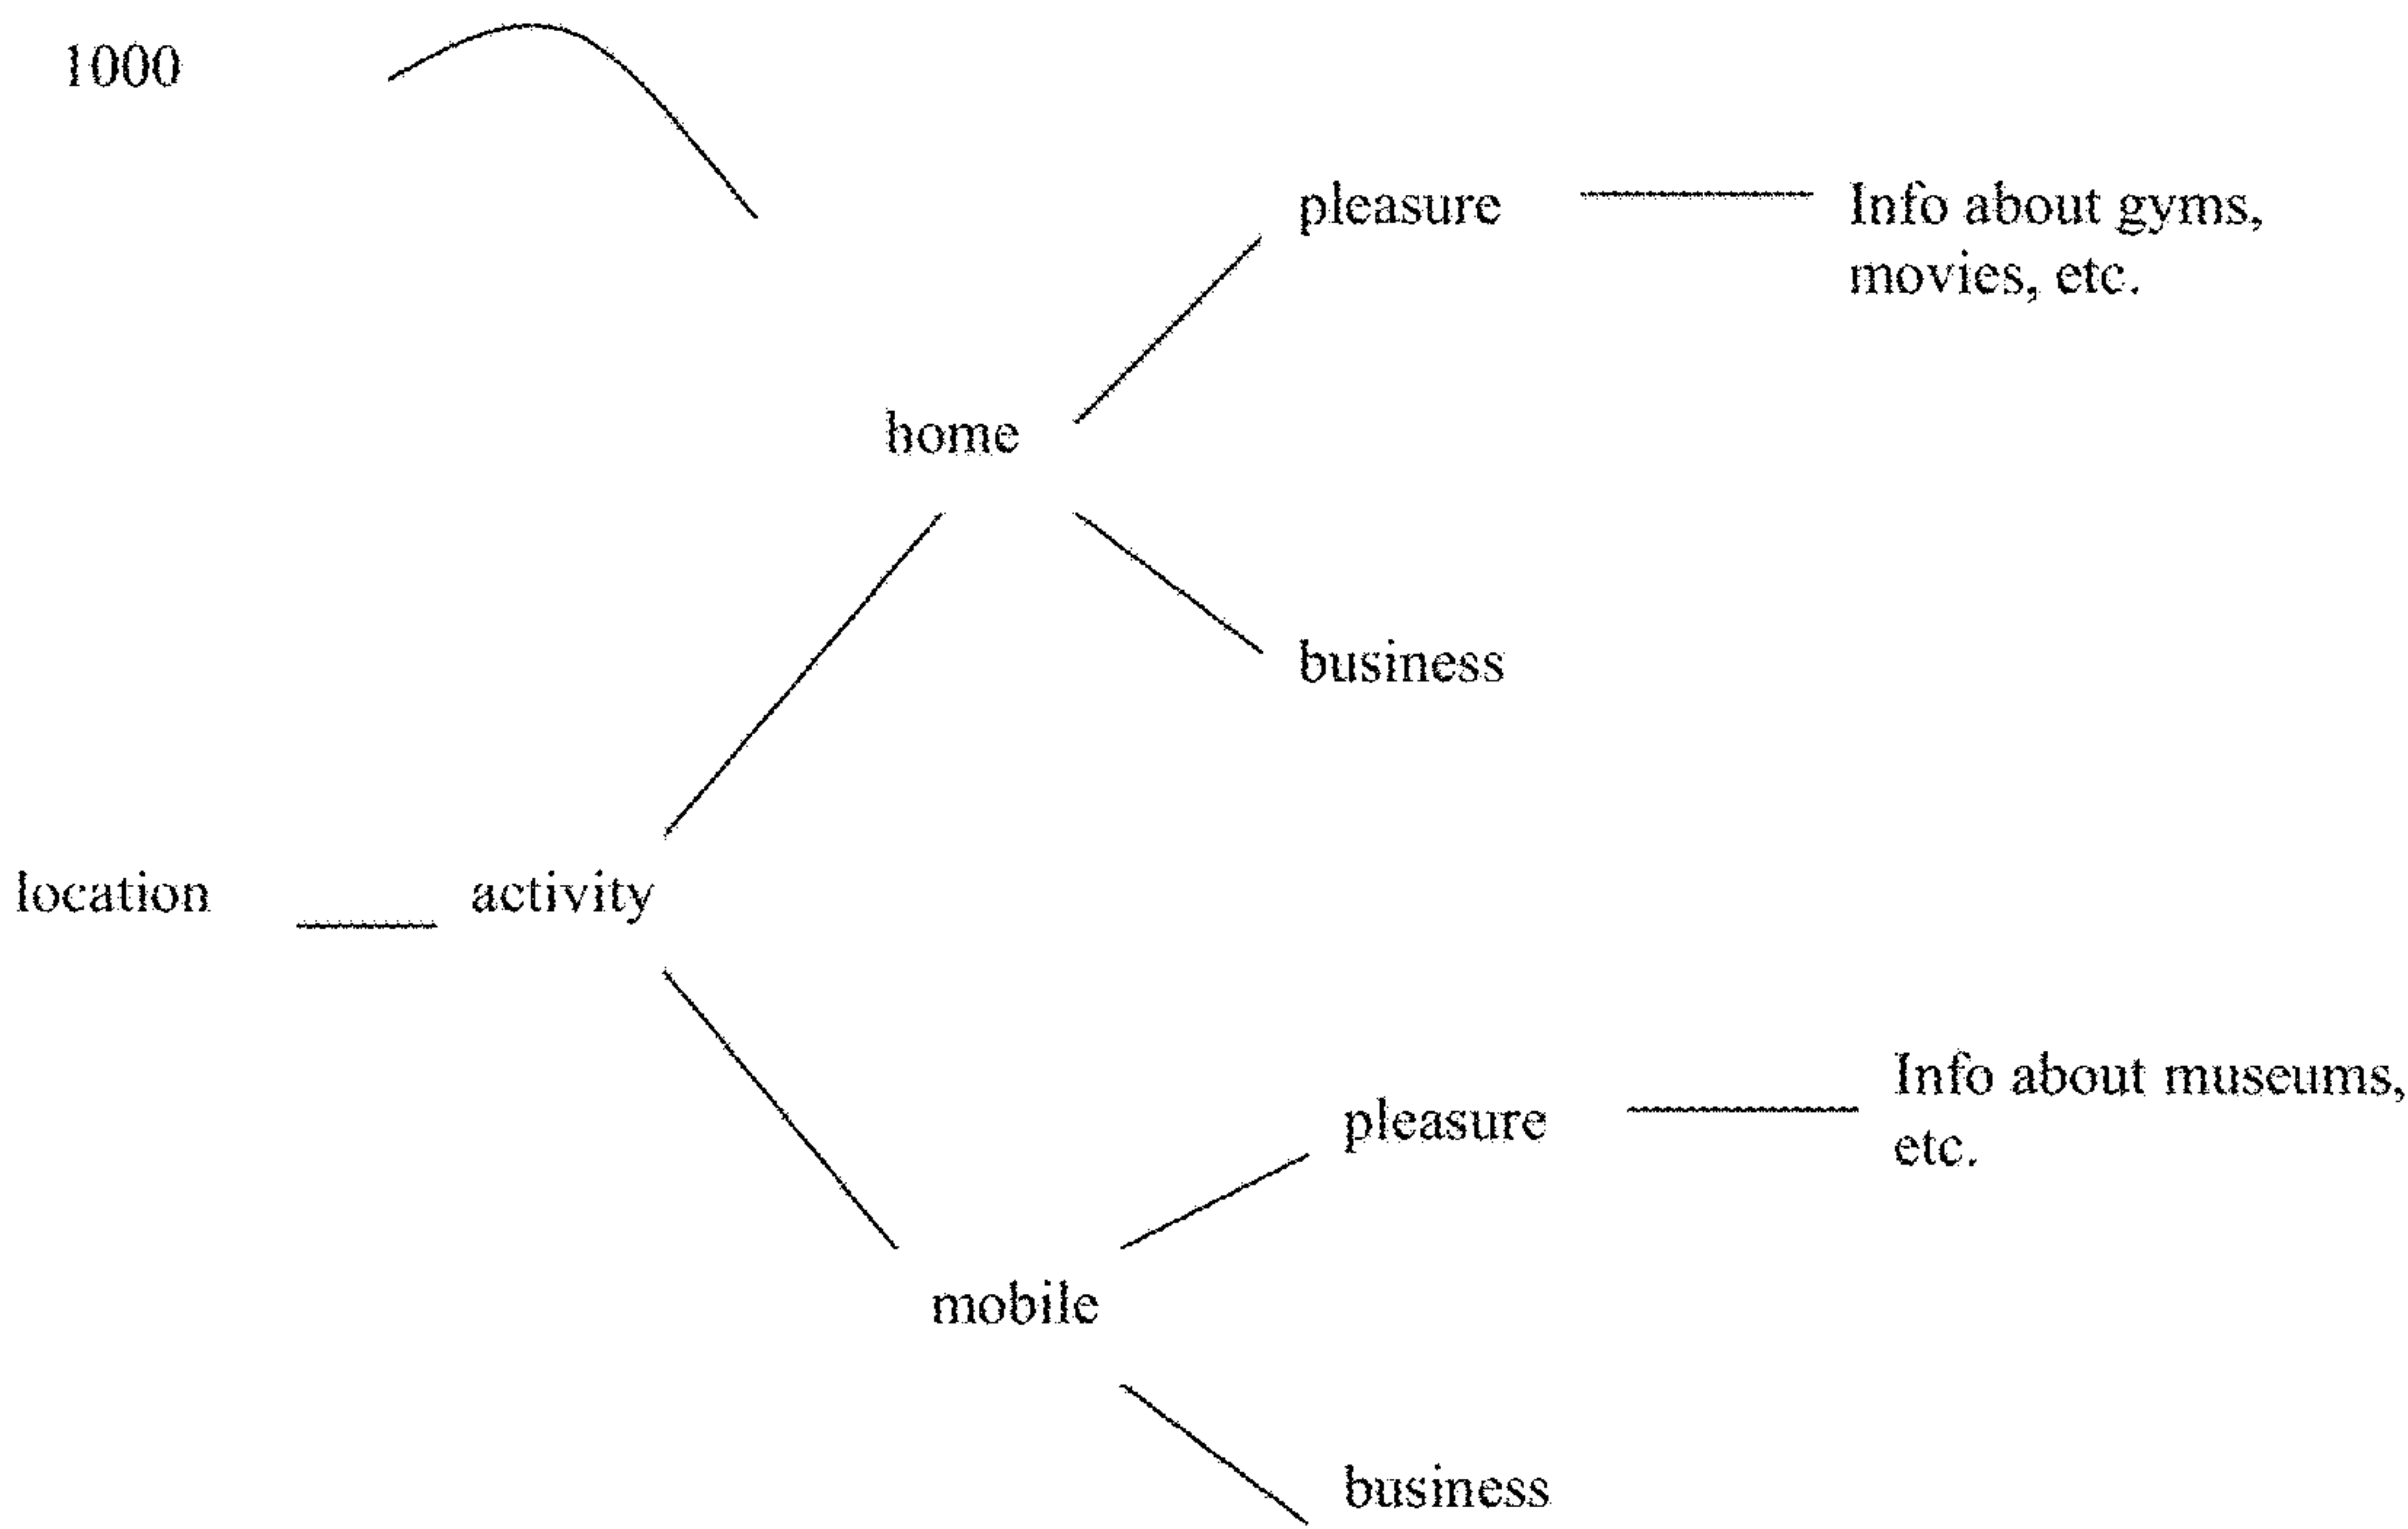 1000
pleasure
Info about gyms,
movies, etc.
home
business
location
activity
Info about museums,
etc.
pleasure
mobile
business